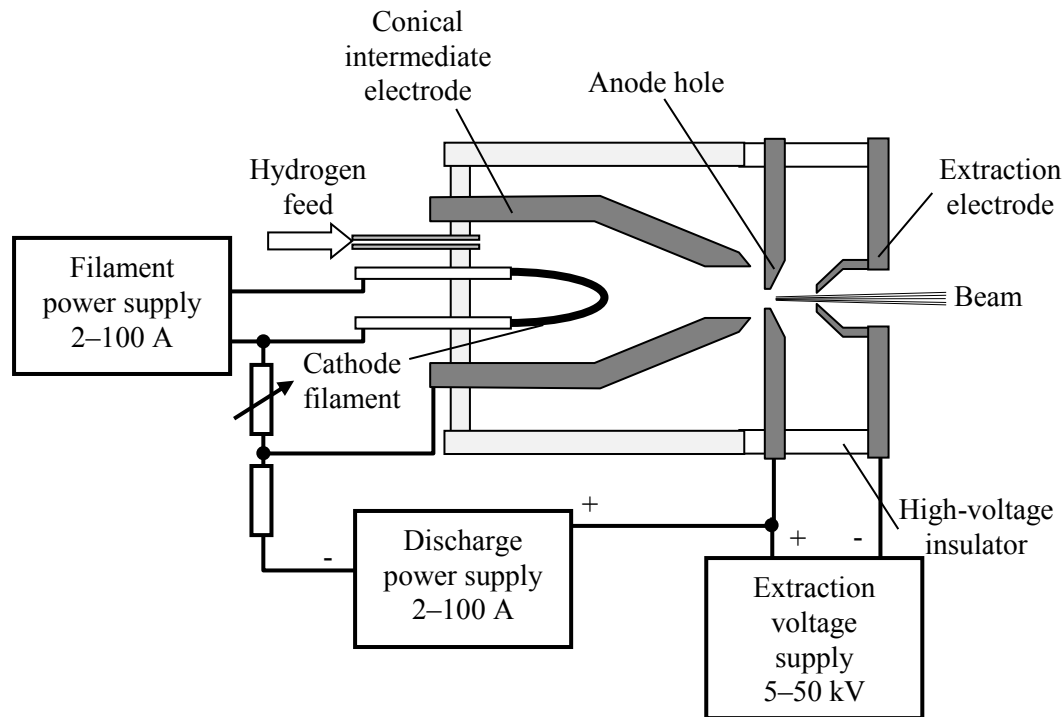 Conical
intermediate
electrode
Anode hole
Hydrogen
feed
Extraction
electrode
Filament
power supply
2–100 A
Beam
Cathode
filament
+
-
Discharge
power supply
2–100 A
High-voltage
insulator
+ -
Extraction
voltage
supply
5–50 kV